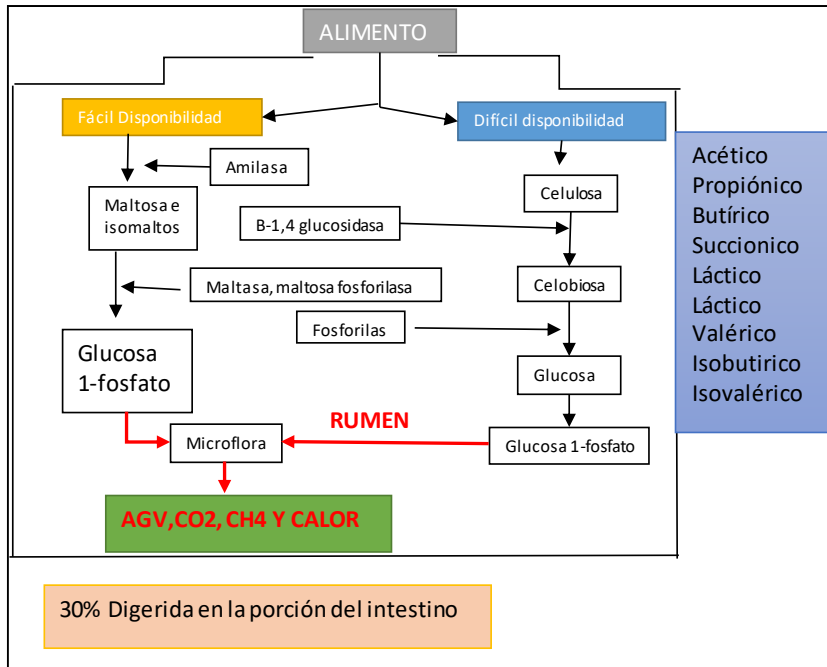 ALIMENTO
Fácil Disponibilidad
Difícil disponibilidad
Amilasa
Maltosa e
isomaltos
Maltasa, maltosa fosforilasa
Glucosa
1-fosfato
Celulosa
B-1,4 glucosidasa
Celobiosa
Fosforilas
Glucosa
Glucosa 1-fosfato
RUMEN
Microflora
AGV,CO2, CH4 Y CALOR
Acético
Propiónico
Butírico
Succionico
Láctico
Láctico
Valérico
Isobutirico
Isovalérico
30% Digerida en la porción del intestino